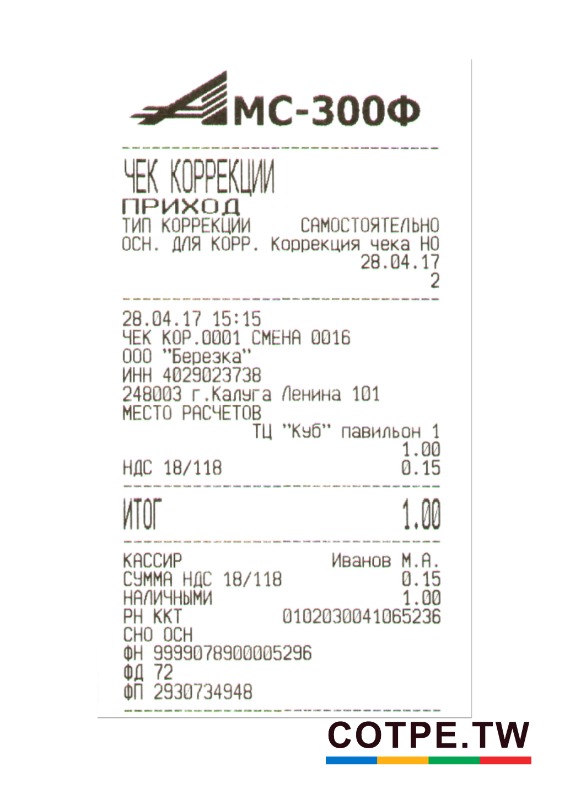 АМС-300Ф
ЧЕК КОРРЕКЦИИ
ПРИХОД
ТИП КОРРЕКЦИИ САМОСТОЯТЕЛЬНО
ОСН. ДЛЯ КОРР. Коррекция чека НО
28.04.17
2
28.04.17 15:15
ЧЕК КОР.0001 СМЕНА 0016
ООО "Березка"
ИНН 4029023738
248003 г.Калуга Ленина 101
МЕСТО РАСЧЕТОВ
ТЦ "Куб" павильон 1
1.00
НДС 18/118 0.15
ИТОГ 1.00
КАССИР Иванов М.А.
СУММА НДС 18/118 0.15
НАЛИЧНЫМИ 1.00
РН ККТ 0102030041065236
СНО ОСН
ФН 9999078900005296
ФД 72
ФП 2930734948
COTPE.TW